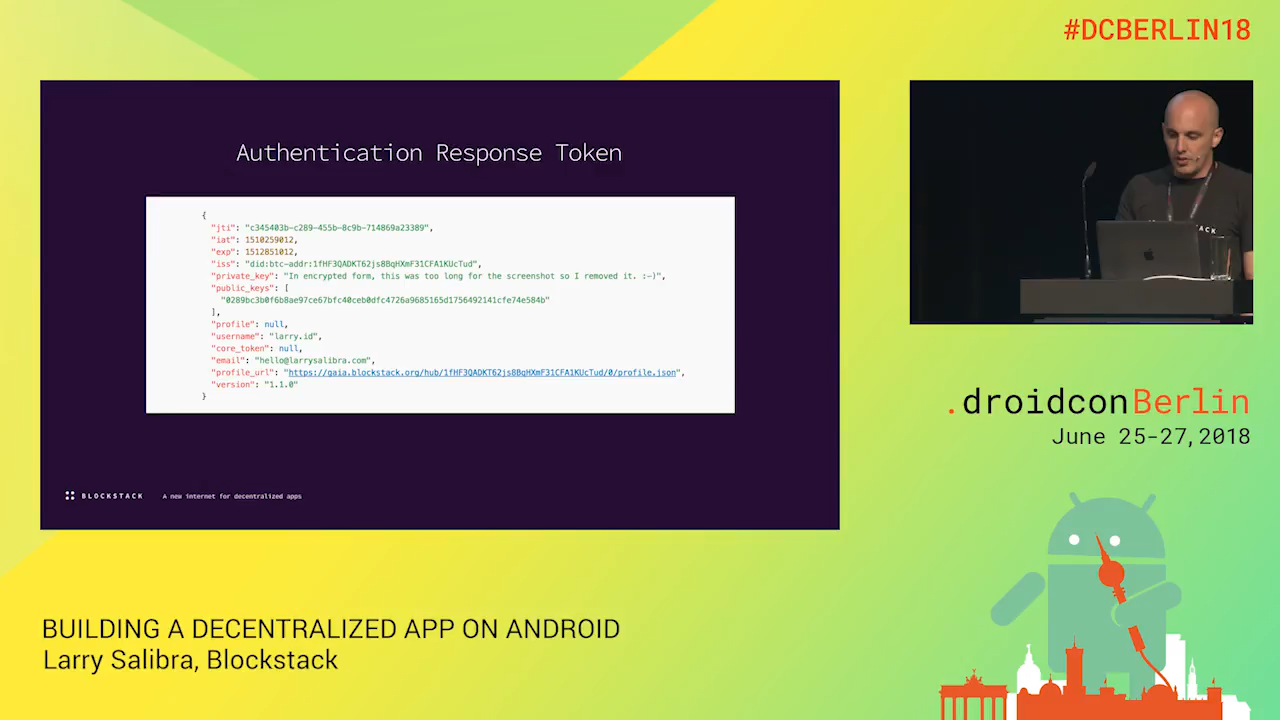 #DCBERLIN18
Authentication Response Token
{
"jti": "c345403b-c289-455b-8c9b-714869a23389",
"iat": 1510259012,
"exp": 1512851012,
"iss": "did:btc-addr:1fHF3QADKT62js8BqHXmF31CFA1KUcTud",
"private_key": "In encrypted form, this was too long for the screenshot so I removed it. :-)",
"public_keys": [
"0289bc3b0f6b8ae97ce67bfc40ceb0dfc4726a9685165d1756492141cfe74e584b"
],
"profile": null,
"username": "larry.id",
"core_token": null,
"email": "hello@larrysalibra.com",
"profile_url": "https://gaia.blockstack.org/hub/1fHF3QADKT62js8BqHXmF31CFA1KUcTud/0/profile.json",
"version": "1.1.0"
}
BLOCKSTACK A new internet for decentralized apps
.droidconBerlin
June 25-27,2018
BUILDING A DECENTRALIZED APP ON ANDROID
Larry Salibra, Blockstack